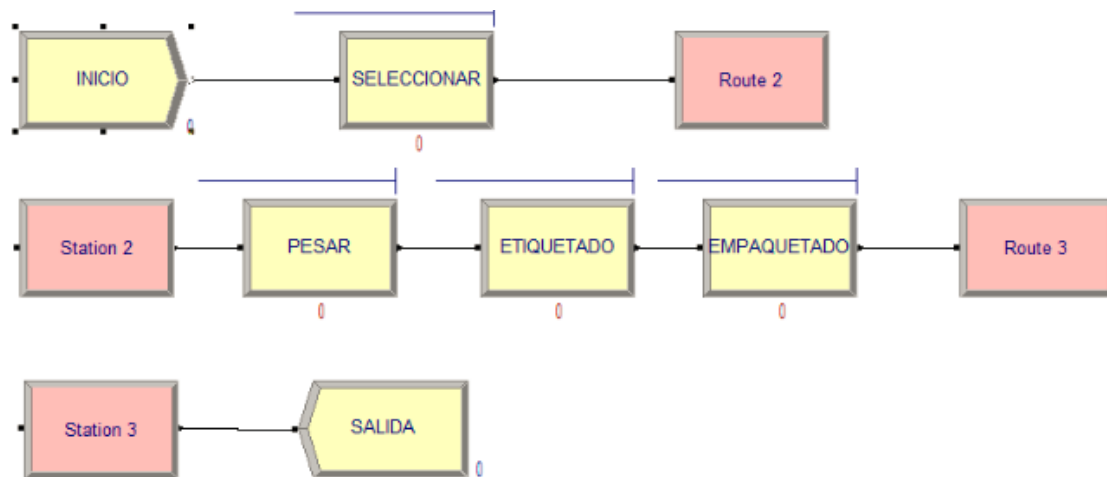 INICIO
SELECCIONAR
Route 2
0
0
Station 2
PESAR
ETIQUETADO
EMPAQUETADO
Route 3
0
0
0
Station 3
SALIDA
0